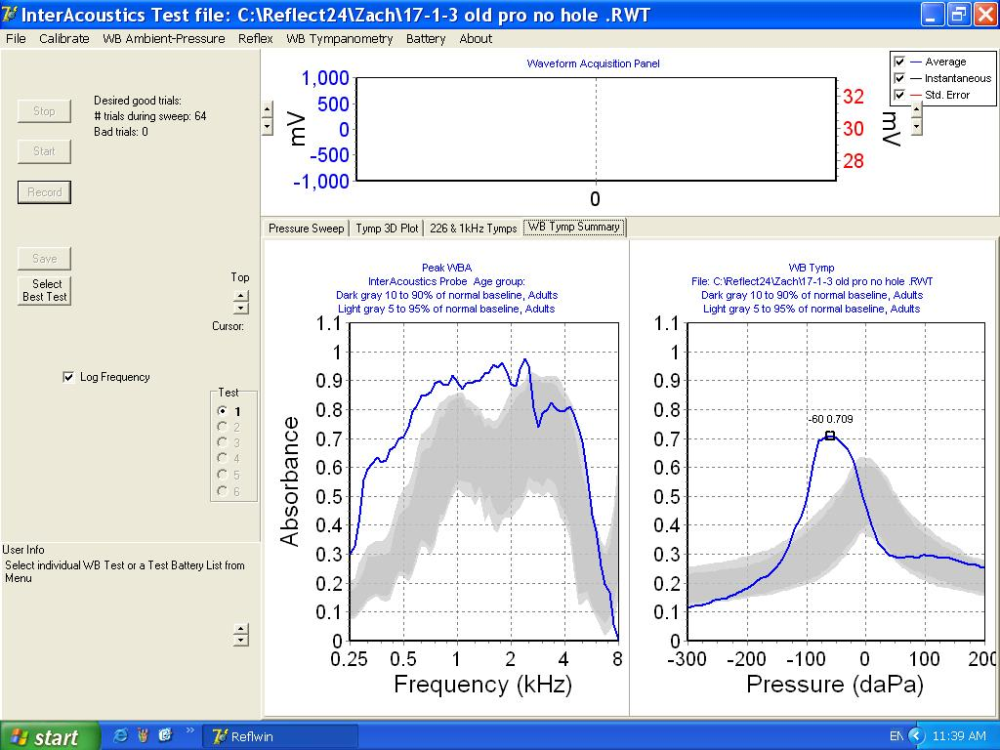 InterAcoustics Test file: C:\Reflect24\Zach\17-1-3 old pro no hole .RWT
File Calibrate WB Ambient-Pressure Reflex WB Tympanometry Battery About
Stop
Start
Record
Save
Select
Best Test
Desired good trials:
# trials during sweep: 64
Bad trials: 0
Top
Cursor:
Log Frequency
Test
1
2
3
4
5
6
User Info
Select individual WB Test or a Test Battery List from
Menu
Waveform Acquisition Panel
1,000
500
0
-500
-1,000
mV
0
32
30
28
mV
Average
Instantaneous
Std. Error
Pressure Sweep Tymp 3D Plot 226 & 1kHz Tymps WB Tymp Summary
Peak WBA
InterAcoustics Probe Age group:
Dark gray 10 to 90% of normal baseline, Adults
Light gray 5 to 95% of normal baseline, Adults
1.1
1
0.9
0.8
0.7
0.6
0.5
0.4
0.3
0.2
0.1
0
Absorbance
0.25 0.5 1 2 4 8
Frequency (kHz)
WB Tymp
File: C:\Reflect24\Zach\17-1-3 old pro no hole .RWT
Dark gray 10 to 90% of normal baseline, Adults
Light gray 5 to 95% of normal baseline, Adults
1.1
1
0.9
0.8
0.7
0.6
0.5
0.4
0.3
0.2
0.1
0
-60 0.709
-300 -200 -100 0 100 200
Pressure (daPa)
start
Reflwin
EN
11:39 AM